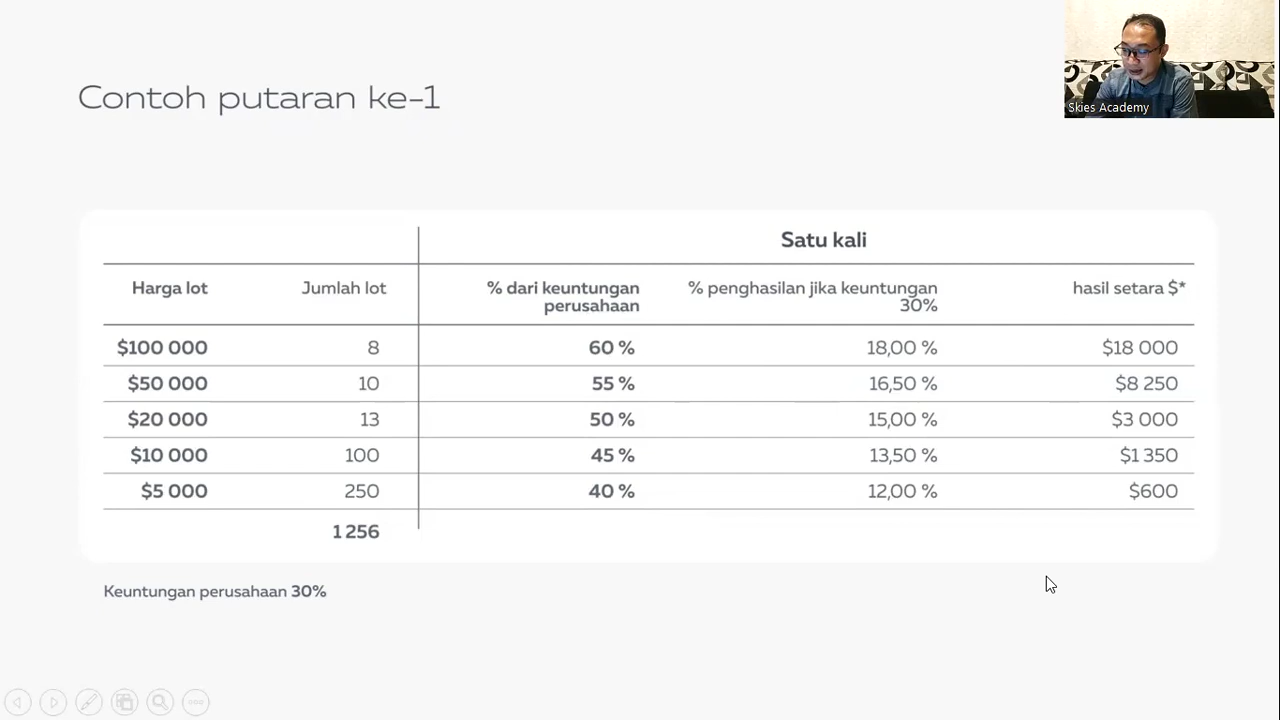 Skies Academy
Contoh putaran ke-1
Satu kali
Harga lot Jumlah lot % dari keuntungan perusahaan % penghasilan jika keuntungan 30% hasil setara $*
$100 000 8 60 % 18,00 % $18 000
$50 000 10 55 % 16,50 % $8 250
$20 000 13 50 % 15,00 % $3 000
$10 000 100 45 % 13,50 % $1 350
$5 000 250 40 % 12,00 % $600
1 256
Keuntungan perusahaan 30%